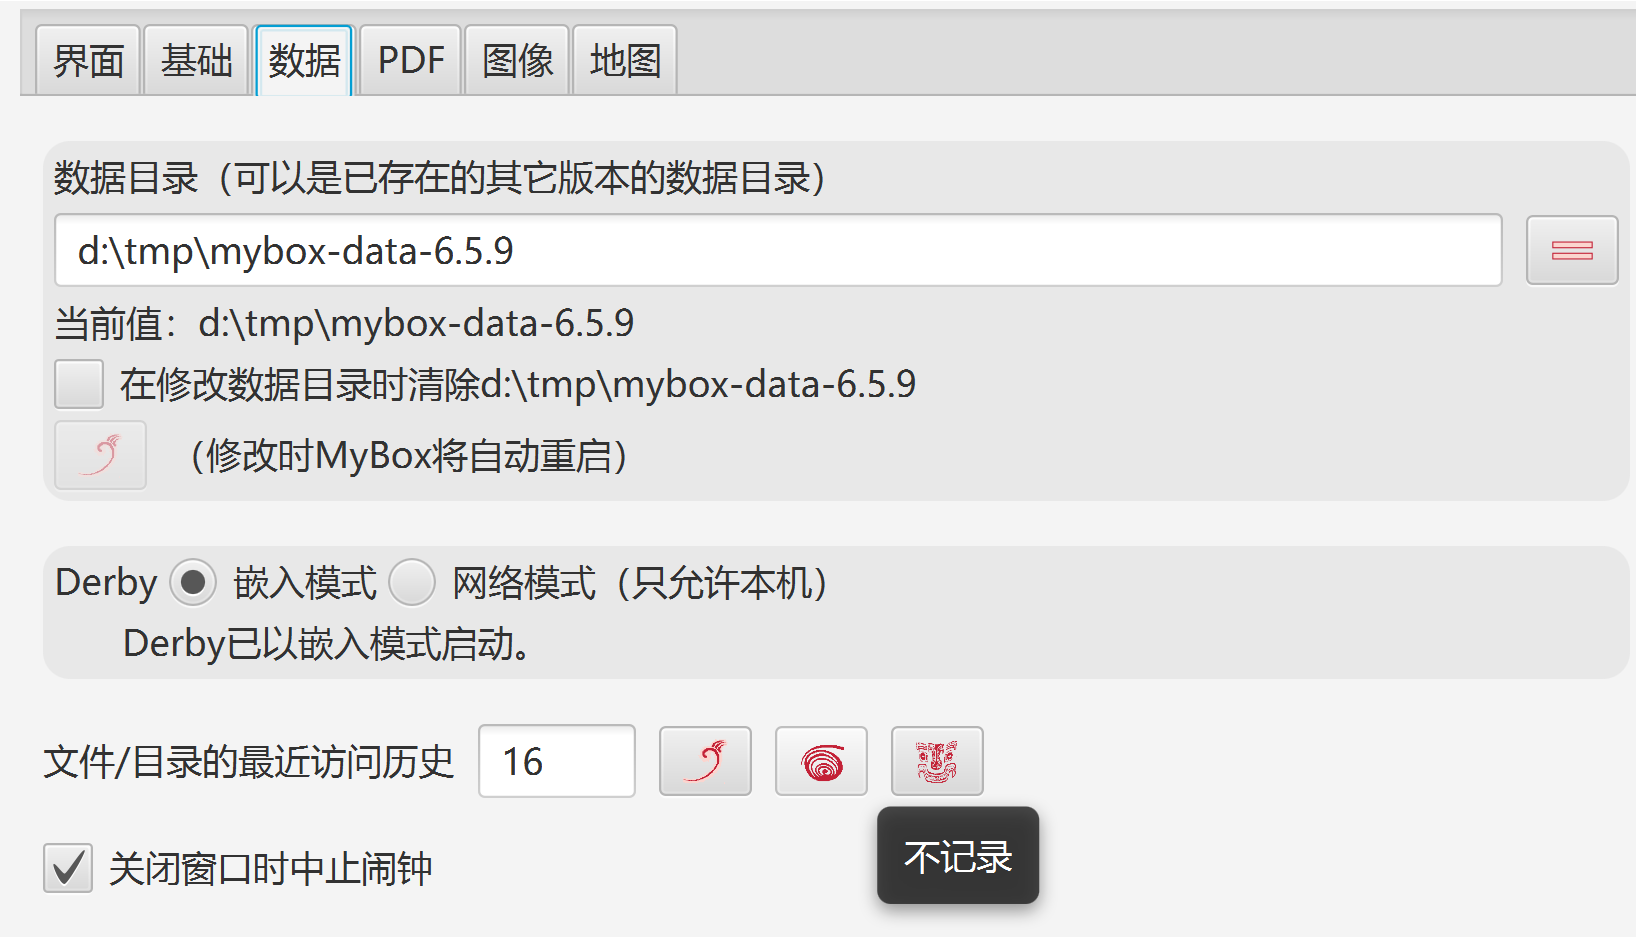 界面 基础 数据 PDF 图像 地图
数据目录（可以是已存在的其它版本的数据目录）
d:\tmp\mybox-data-6.5.9
当前值：d:\tmp\mybox-data-6.5.9
在修改数据目录时清除d:\tmp\mybox-data-6.5.9
（修改时MyBox将自动重启）
Derby 嵌入模式 网络模式（只允许本机）
Derby已以嵌入模式启动。
文件/目录的最近访问历史 16
不记录
关闭窗口时中止闹钟